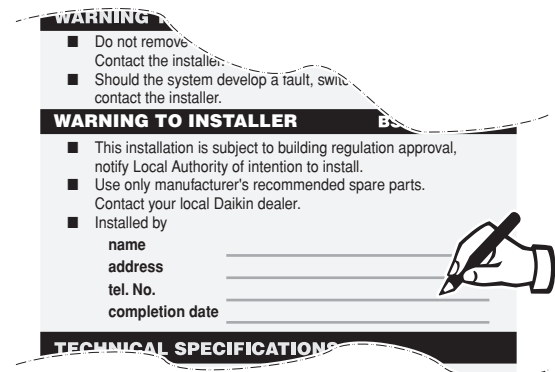 WARNING
■ Do not remove
Contact the installer.
■ Should the system develop a fault,
contact the installer.
WARNING TO INSTALLER
■ This installation is subject to building regulation approval,
notify Local Authority of intention to install.
■ Use only manufacturer's recommended spare parts.
Contact your local Daikin dealer.
■ Installed by
name
address
tel. No.
completion date
TECHNICAL SPECIFICATIONS